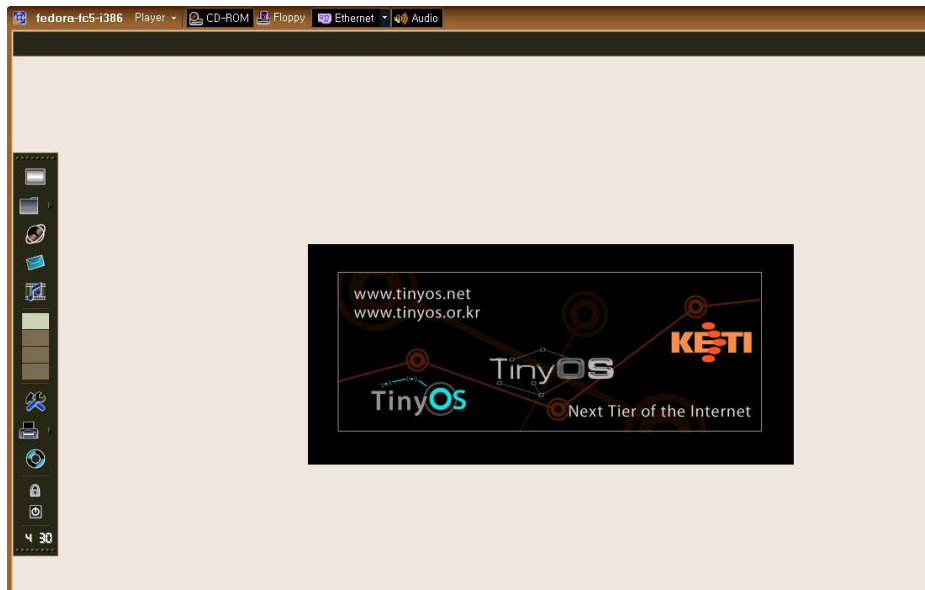 fedora-fc5-i386 Player CD-ROM Floppy Ethernet Audio
www.tinyos.net
www.tinyos.or.kr
KETI
TinyOS
TinyOS
Next Tier of the Internet
4 30